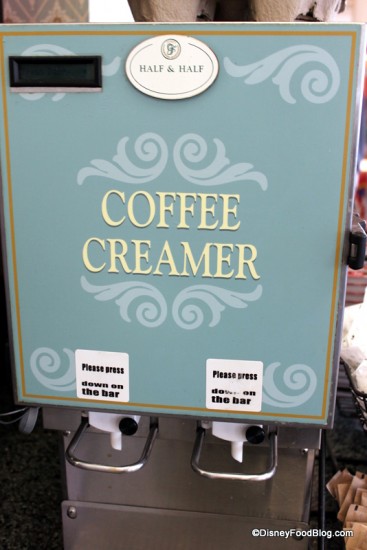 HALF & HALF
COFFEE
CREAMER
Please press
down on
the bar
Please press
down on
the bar
©DisneyFoodBlog.com